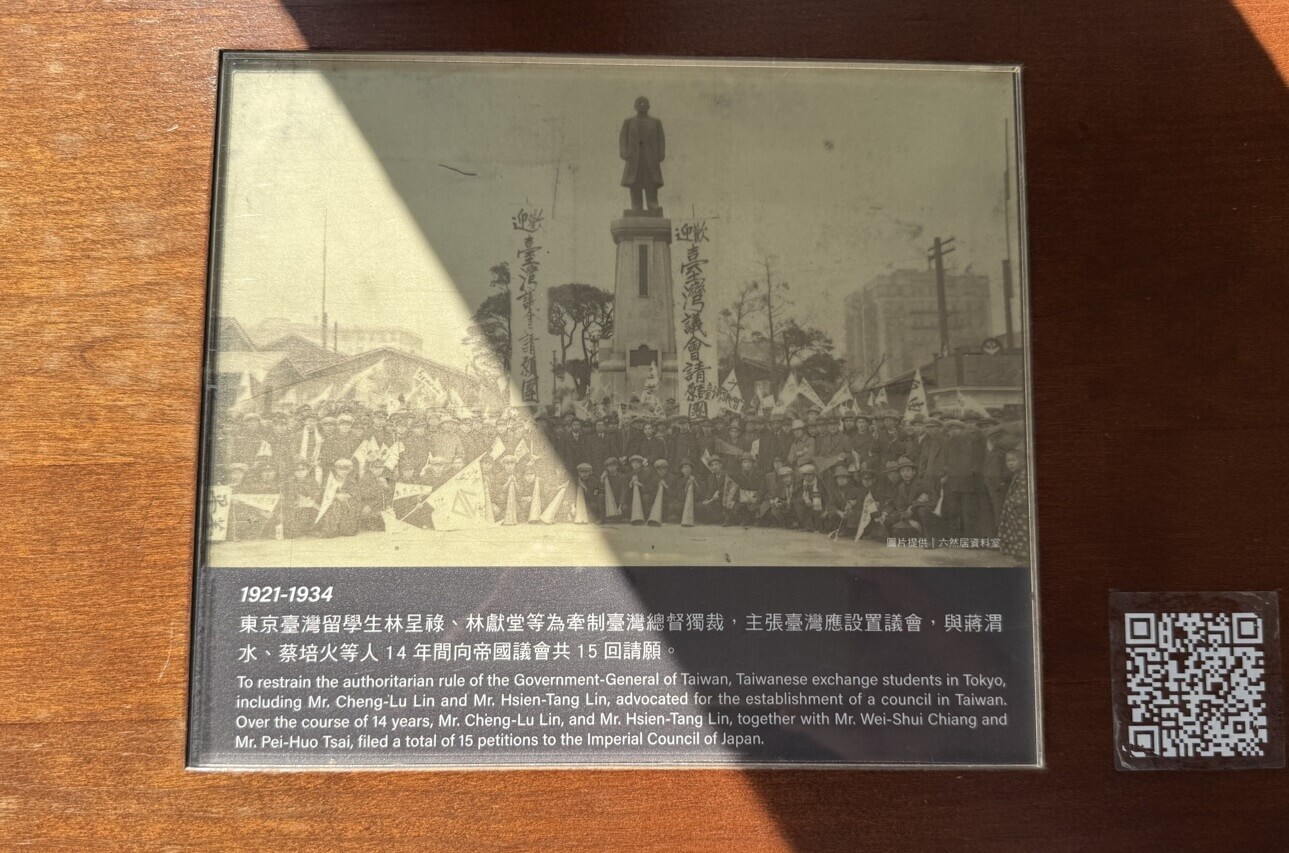 歡迎臺灣議會請願團
歡迎臺灣議會請願團
圖片提供｜六然居資料室
1921-1934
東京臺灣留學生林呈祿、林獻堂等為牽制臺灣總督獨裁，主張臺灣應設置議會，與蔣渭
水、蔡培火等人 14 年間向帝國議會共 15 回請願。
To restrain the authoritarian rule of the Government-General of Taiwan, Taiwanese exchange students in Tokyo,
including Mr. Cheng-Lu Lin and Mr. Hsien-Tang Lin, advocated for the establishment of a council in Taiwan.
Over the course of 14 years, Mr. Cheng-Lu Lin, and Mr. Hsien-Tang Lin, together with Mr. Wei-Shui Chiang and
Mr. Pei-Huo Tsai, filed a total of 15 petitions to the Imperial Council of Japan.